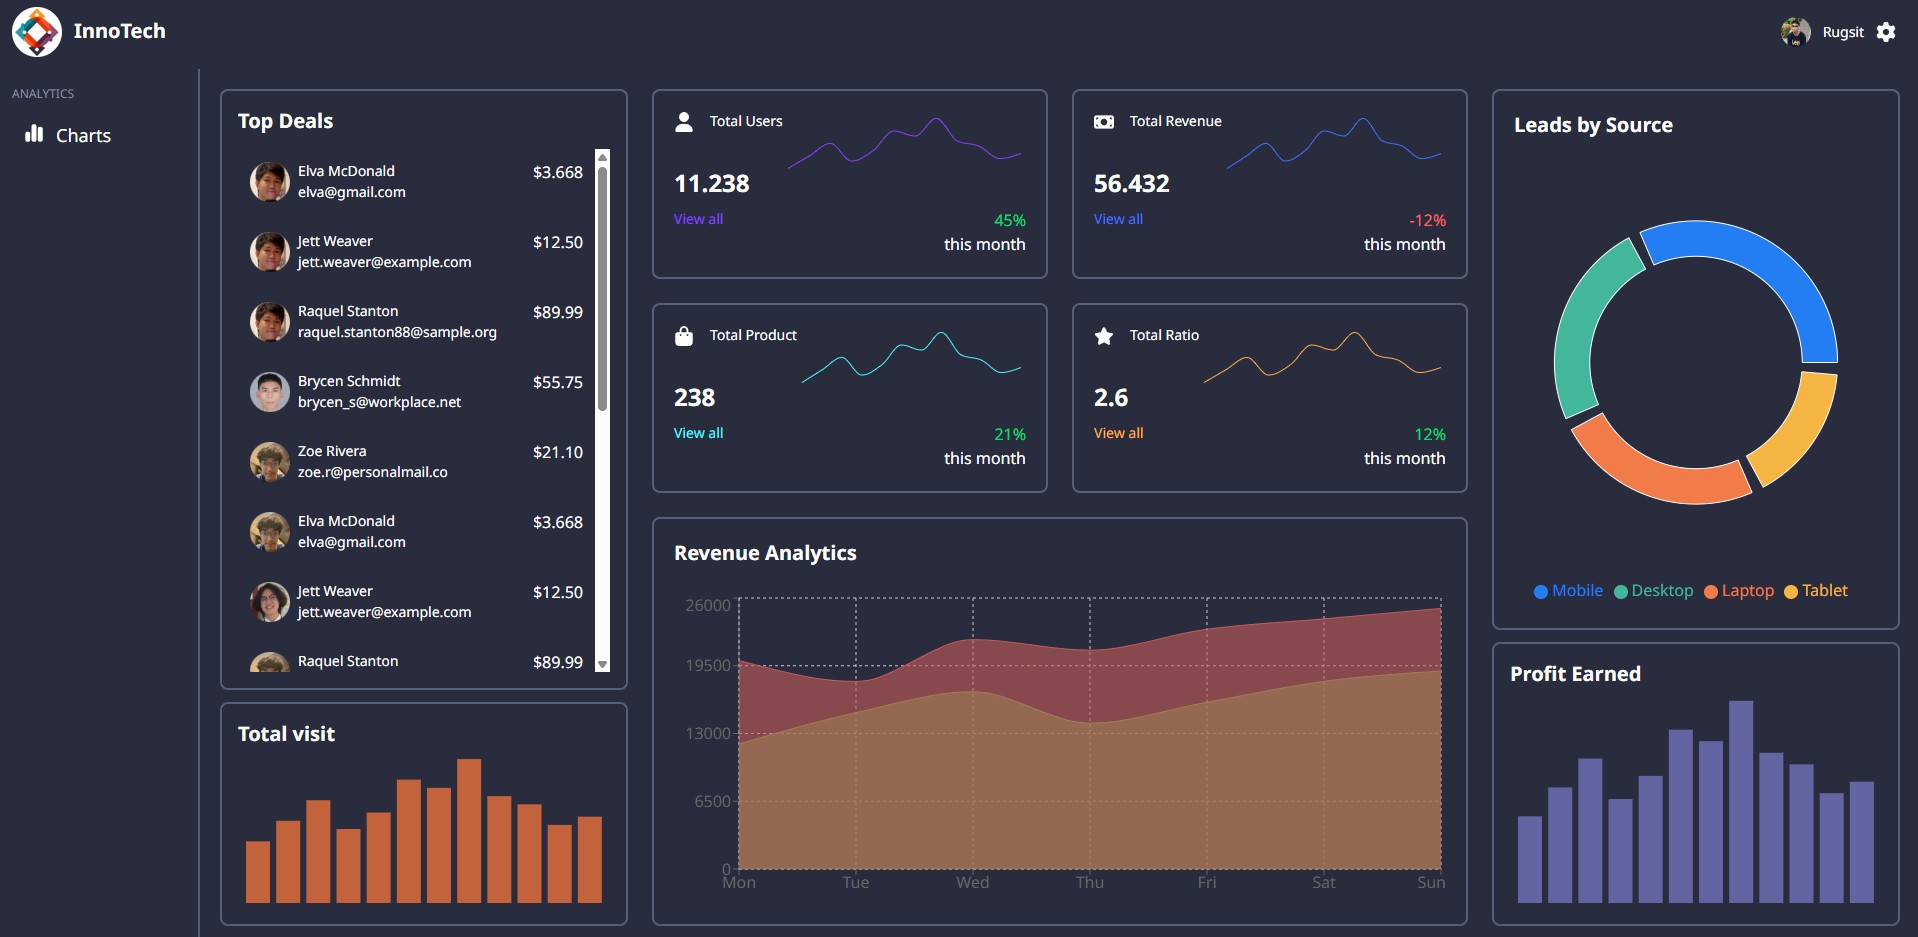 InnoTech
Rugsit
ANALYTICS
Charts
Top Deals
Elva McDonald
elva@gmail.com
$3.668
Jett Weaver
jett.weaver@example.com
$12.50
Raquel Stanton
raquel.stanton88@sample.org
$89.99
Brycen Schmidt
brycen_s@workplace.net
$55.75
Zoe Rivera
zoe.r@personalmail.co
$21.10
Elva McDonald
elva@gmail.com
$3.668
Jett Weaver
jett.weaver@example.com
$12.50
Raquel Stanton
$89.99
Total visit
Total Users
11.238
View all
45%
this month
Total Revenue
56.432
View all
-12%
this month
Total Product
238
View all
21%
this month
Total Ratio
2.6
View all
12%
this month
Revenue Analytics
26000
19500
13000
6500
0
Mon Tue Wed Thu Fri Sat Sun
Leads by Source
Mobile Desktop Laptop Tablet
Profit Earned